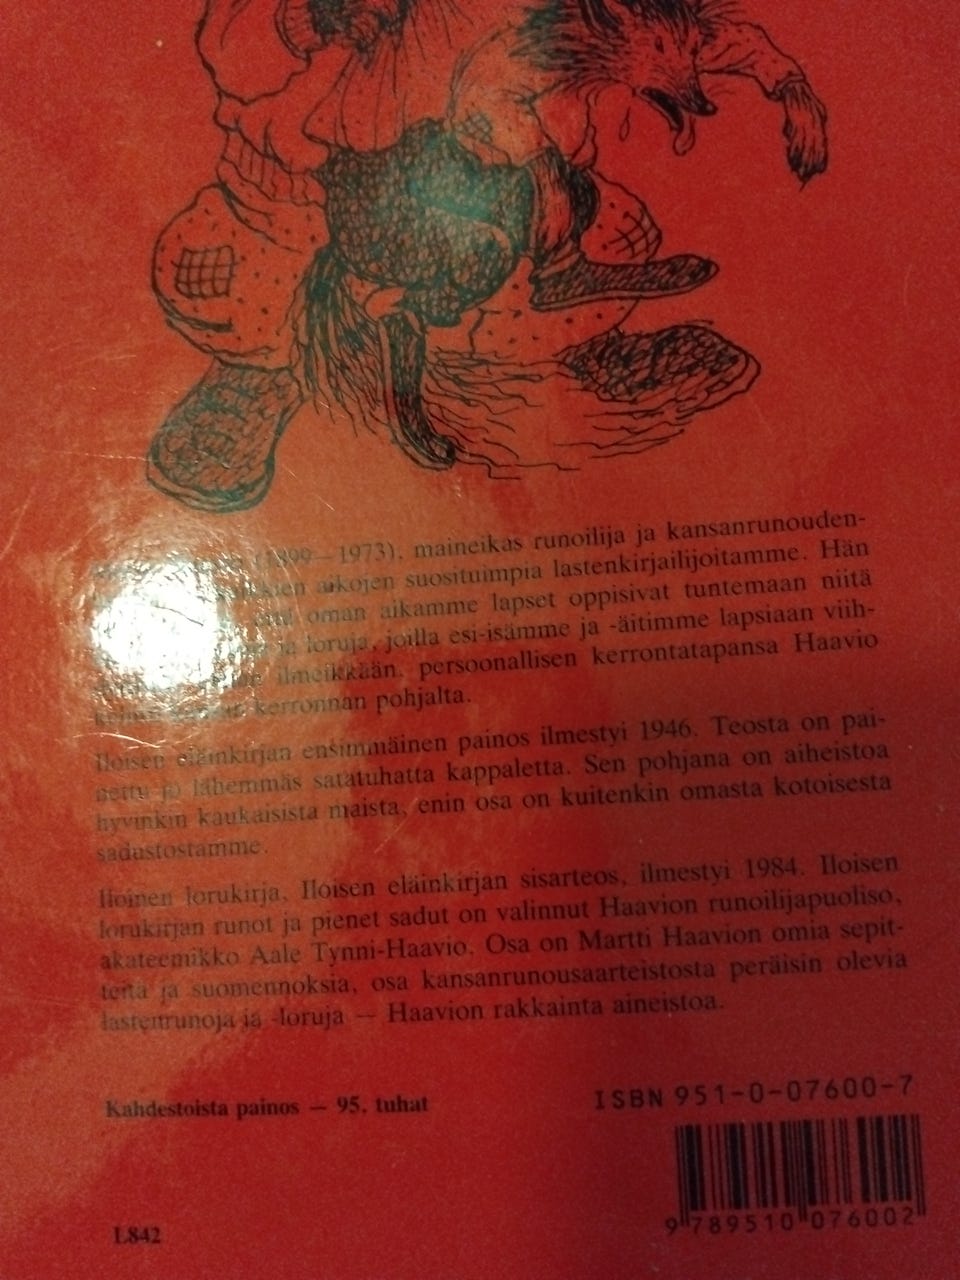 (1899—1973), maineikas runoilija ja kansanrunouden-
aikojen suosituimpia lastenkirjailijoitamme. Hän
oman aikamme lapset oppisivat tuntemaan niitä
ja loruja, joilla esi-isämme ja -äitimme lapsiaan viih-
ilmeikkään, persoonallisen kerrontatapansa Haavio
kerronnan pohjalta.
Iloisen eläinkirjan ensimmäinen painos ilmestyi 1946. Teosta on pai-
nettu jo lähemmäs satatuhatta kappaletta. Sen pohjana on aiheistoa
hyvinkin kaukaisista maista, enin osa on kuitenkin omasta kotoisesta
sadustostamme.
Iloinen lorukirja, Iloisen eläinkirjan sisarteos, ilmestyi 1984. Iloisen
lorukirjan runot ja pienet sadut on valinnut Haavion runoilijapuoliso,
akateemikko Aale Tynni-Haavio. Osa on Martti Haavion omia sepit-
teitä ja suomennoksia, osa kansanrunousaarteistosta peräisin olevia
lastenrunoja ja -loruja — Haavion rakkainta aineistoa.
Kahdestoista painos — 95. tuhat
ISBN 951-0-07600-7
9 789510 076002
L842